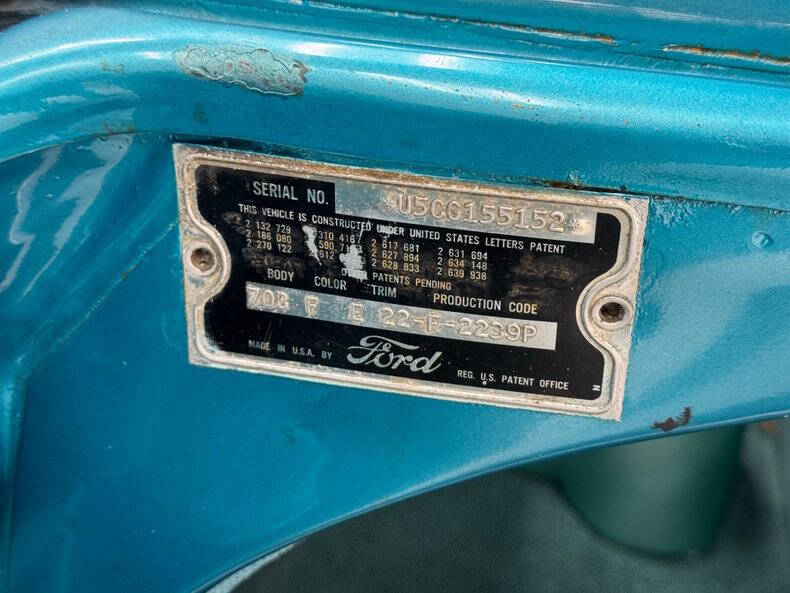 SERIAL NO. U5CG155152*
THIS VEHICLE IS CONSTRUCTED UNDER UNITED STATES LETTERS PATENT
2 132 729 2 617 681 2 631 694
2 186 080 2 627 894 2 634 148
2 270 122 2 628 833 2 639 938
OTHER PATENTS PENDING
BODY COLOR TRIM PRODUCTION CODE
70B F E 22-F-2239P
MADE IN U.S.A. BY Ford REG. U.S. PATENT OFFICE
N